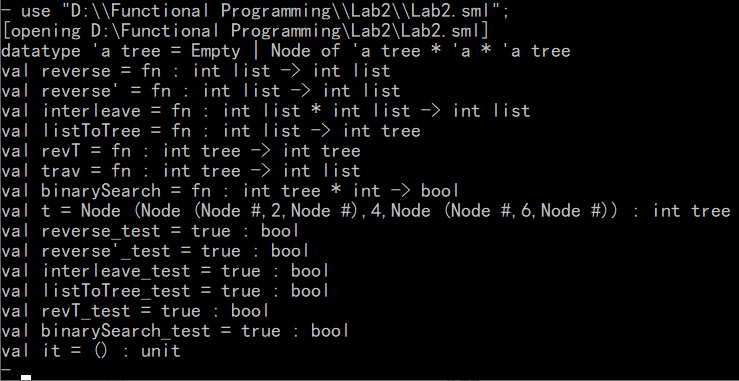 - use "D:\\Functional Programming\\Lab2\\Lab2.sml";
[opening D:\Functional Programming\Lab2\Lab2.sml]
datatype 'a tree = Empty | Node of 'a tree * 'a * 'a tree
val reverse = fn : int list -> int list
val reverse' = fn : int list -> int list
val interleave = fn : int list * int list -> int list
val listToTree = fn : int list -> int tree
val revT = fn : int tree -> int tree
val trav = fn : int tree -> int list
val binarySearch = fn : int tree * int -> bool
val t = Node (Node (Node #,2,Node #),4,Node (Node #,6,Node #)) : int tree
val reverse_test = true : bool
val reverse'_test = true : bool
val interleave_test = true : bool
val listToTree_test = true : bool
val revT_test = true : bool
val binarySearch_test = true : bool
val it = () : unit
-